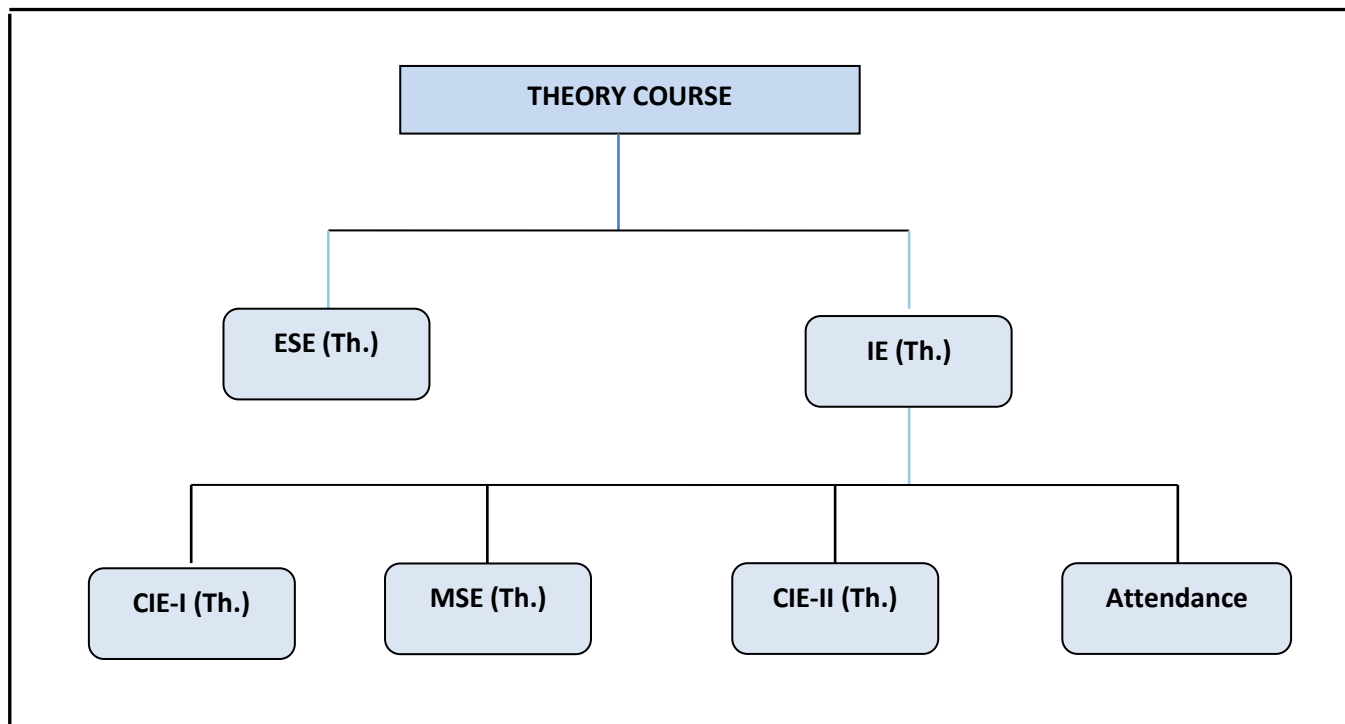 THEORY COURSE
ESE (Th.)
IE (Th.)
CIE-I (Th.)
MSE (Th.)
CIE-II (Th.)
Attendance